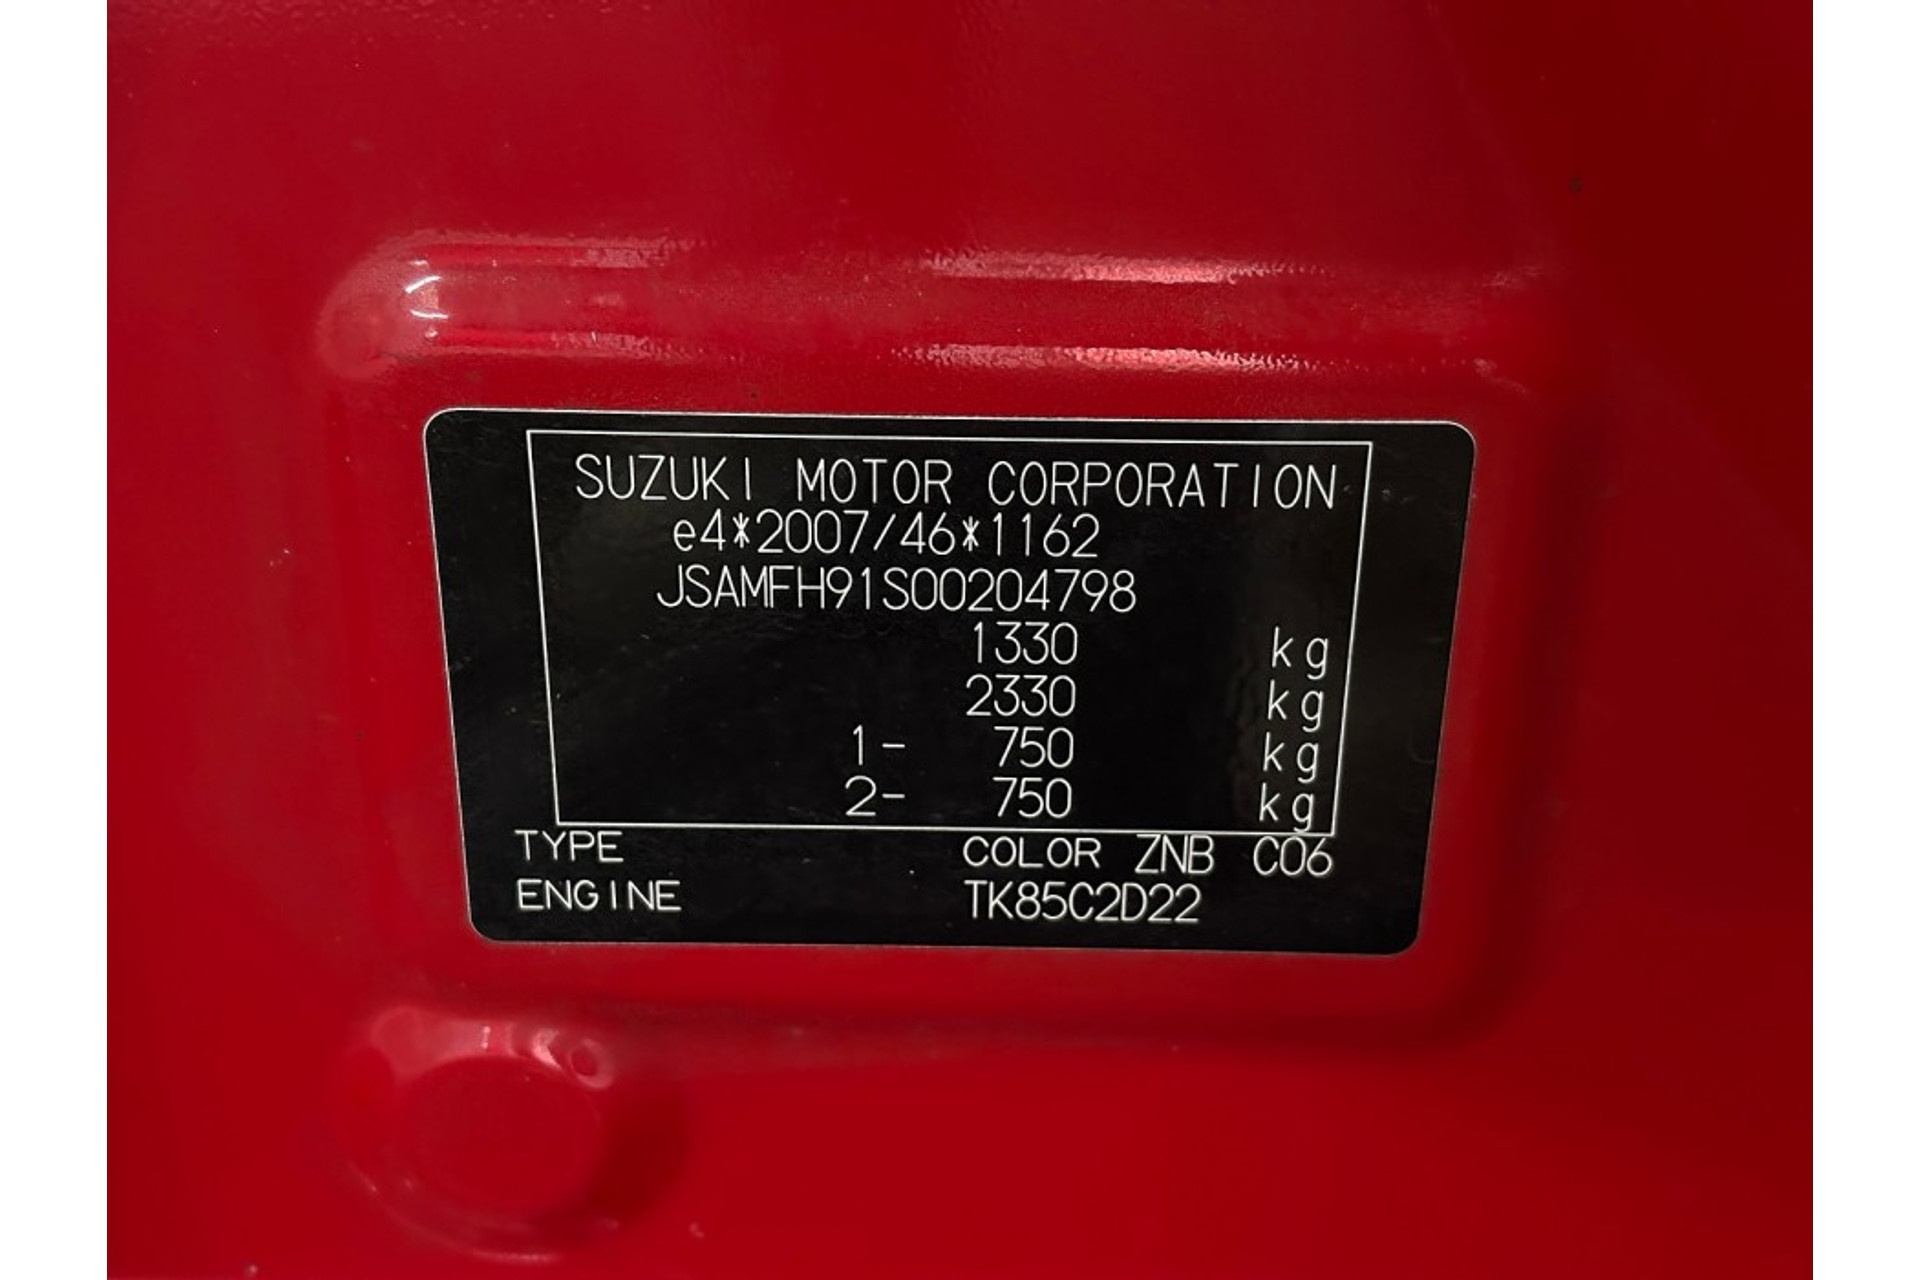 SUZUKI MOTOR CORPORATION
e4*2007/46*1162
JSAMFH91S00204798
1330 kg
2330 kg
1- 750 kg
2- 750 kg
TYPE COLOR ZNB C06
ENGINE TK85C2D22